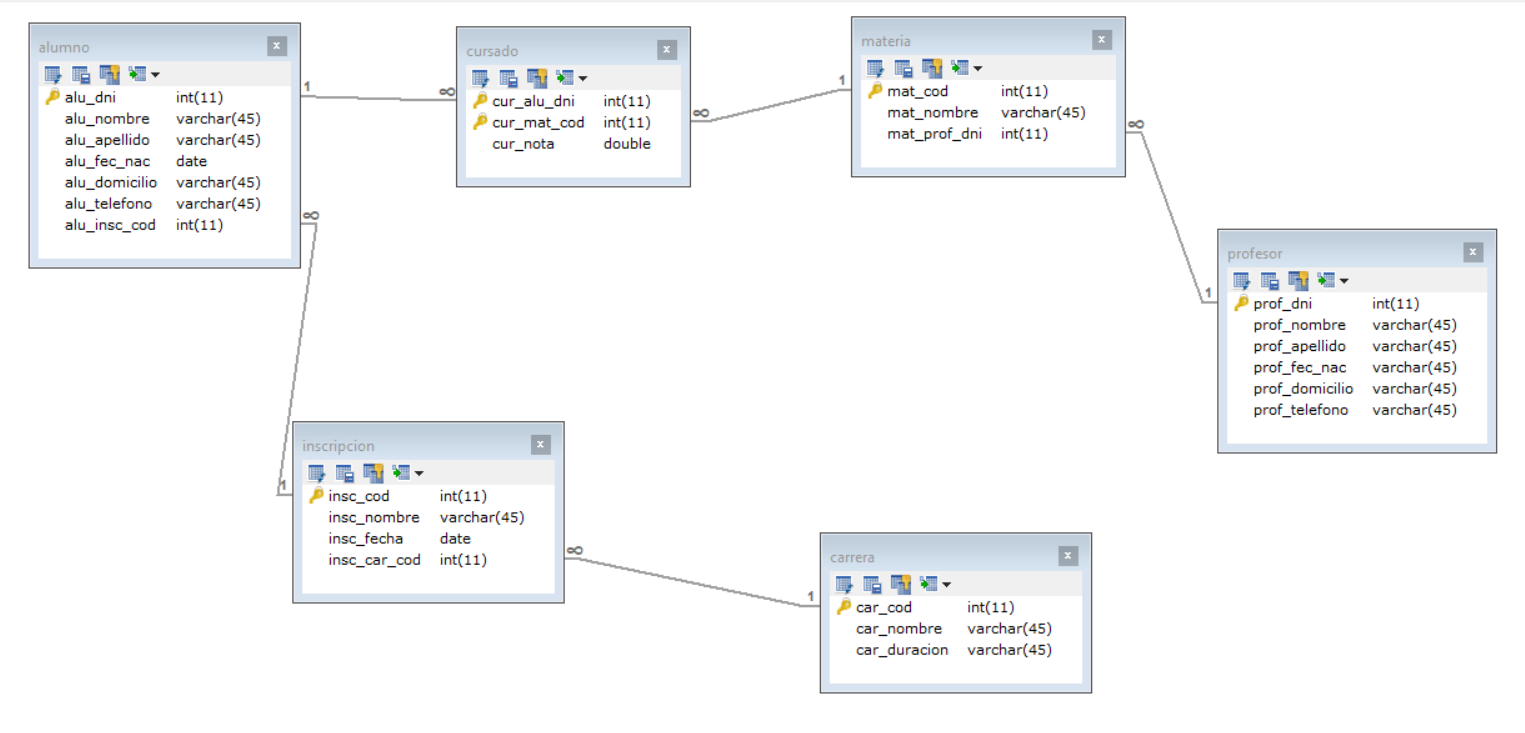 alumno
x
alu_dni int(11)
alu_nombre varchar(45)
alu_apellido varchar(45)
alu_fec_nac date
alu_domicilio varchar(45)
alu_telefono varchar(45)
alu_insc_cod int(11)
1
∞
∞
cursado
x
cur_alu_dni int(11)
cur_mat_cod int(11)
cur_nota double
∞
1
materia
x
mat_cod int(11)
mat_nombre varchar(45)
mat_prof_dni int(11)
∞
1
profesor
x
prof_dni int(11)
prof_nombre varchar(45)
prof_apellido varchar(45)
prof_fec_nac varchar(45)
prof_domicilio varchar(45)
prof_telefono varchar(45)
1
inscripcion
x
insc_cod int(11)
insc_nombre varchar(45)
insc_fecha date
insc_car_cod int(11)
∞
1
carrera
x
car_cod int(11)
car_nombre varchar(45)
car_duracion varchar(45)